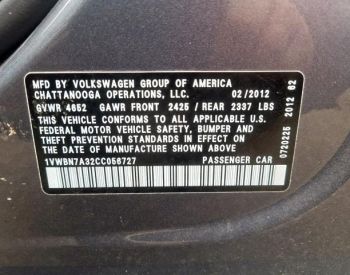 MFD BY VOLKSWAGEN GROUP OF AMERICA
CHATTANOOGA OPERATIONS, LLC. 02/2012
GVWR 4652 GAWR FRONT 2425 / REAR 2337 LBS
THIS VEHICLE CONFORMS TO ALL APPLICABLE U.S.
FEDERAL MOTOR VEHICLE SAFETY, BUMPER AND
THEFT PREVENTION STANDARDS IN EFFECT ON THE
DATE OF MANUFACTURE SHOWN ABOVE
1VWBN7A32CC056727 PASSENGER CAR
0720225 2012 62